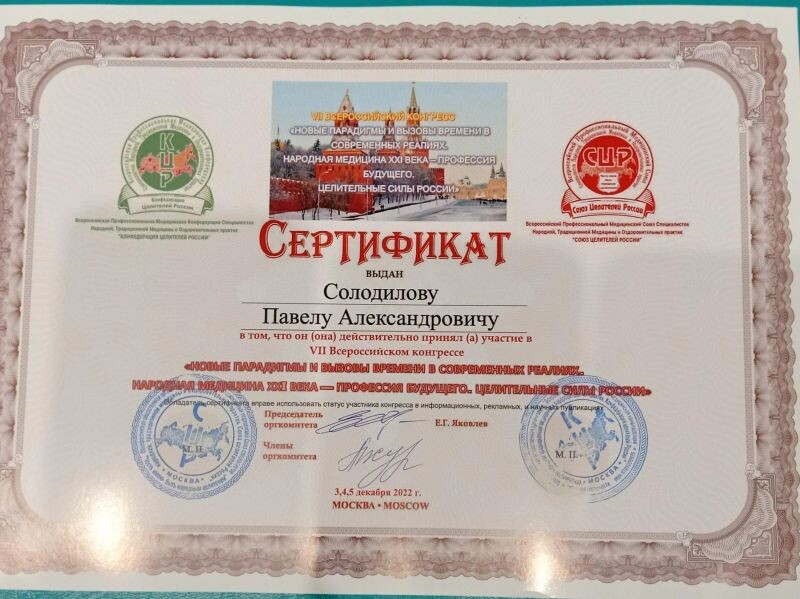 VII ВСЕРОССИЙСКИЙ КОНГРЕСС
«НОВЫЕ ПАРАДИГМЫ И ВЫЗОВЫ ВРЕМЕНИ В
СОВРЕМЕННЫХ РЕАЛИЯХ.
НАРОДНАЯ МЕДИЦИНА XXI ВЕКА — ПРОФЕССИЯ
БУДУЩЕГО.
ЦЕЛИТЕЛЬНЫЕ СИЛЫ РОССИИ»
КЦР
Конфедерация
Целителей России
Всероссийская Профессиональная Медицинская Конфедерация Специалистов
Народной, Традиционной Медицины и Оздоровительных практик
"КОНФЕДЕРАЦИЯ ЦЕЛИТЕЛЕЙ РОССИИ"
СЦР
Союз Целителей России
Всероссийский Профессиональный Медицинский Союз Специалистов
Народной, Традиционной Медицины и Оздоровительных практик
"СОЮЗ ЦЕЛИТЕЛЕЙ РОССИИ"
СЕРТИФИКАТ
ВЫДАН
Солодилову
Павелу Александровичу
в том, что он (она) действительно принял (а) участие в
VII Всероссийском конгрессе
«НОВЫЕ ПАРАДИГМЫ И ВЫЗОВЫ ВРЕМЕНИ В СОВРЕМЕННЫХ РЕАЛИЯХ.
НАРОДНАЯ МЕДИЦИНА XXI ВЕКА — ПРОФЕССИЯ БУДУЩЕГО. ЦЕЛИТЕЛЬНЫЕ СИЛЫ РОССИИ»
Обладатель сертификата вправе использовать статус участника конгресса в информационных, рекламных, и научных публикациях
Председатель
оргкомитета
Е.Г. Яковлев
Члены
оргкомитета
М. П.
МОСКВА
М. П.
МОСКВА
3,4,5 декабря 2022 г.
МОСКВА • MOSCOW